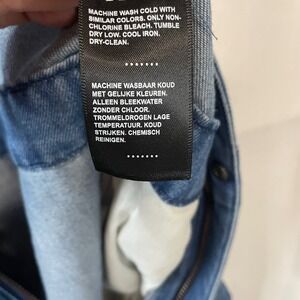 MACHINE WASH COLD WITH
SIMILAR COLORS. ONLY NON-
CHLORINE BLEACH. TUMBLE
DRY LOW. COOL IRON.
DRY-CLEAN.
•••••••
MACHINE WASBAAR KOUD
MET GELIJKE KLEUREN.
ALLEEN BLEEKWATER
ZONDER CHLOOR.
TROMMELDROGEN LAGE
TEMPERATUUR. KOUD
STRIJKEN. CHEMISCH
REINIGEN.
•••••••